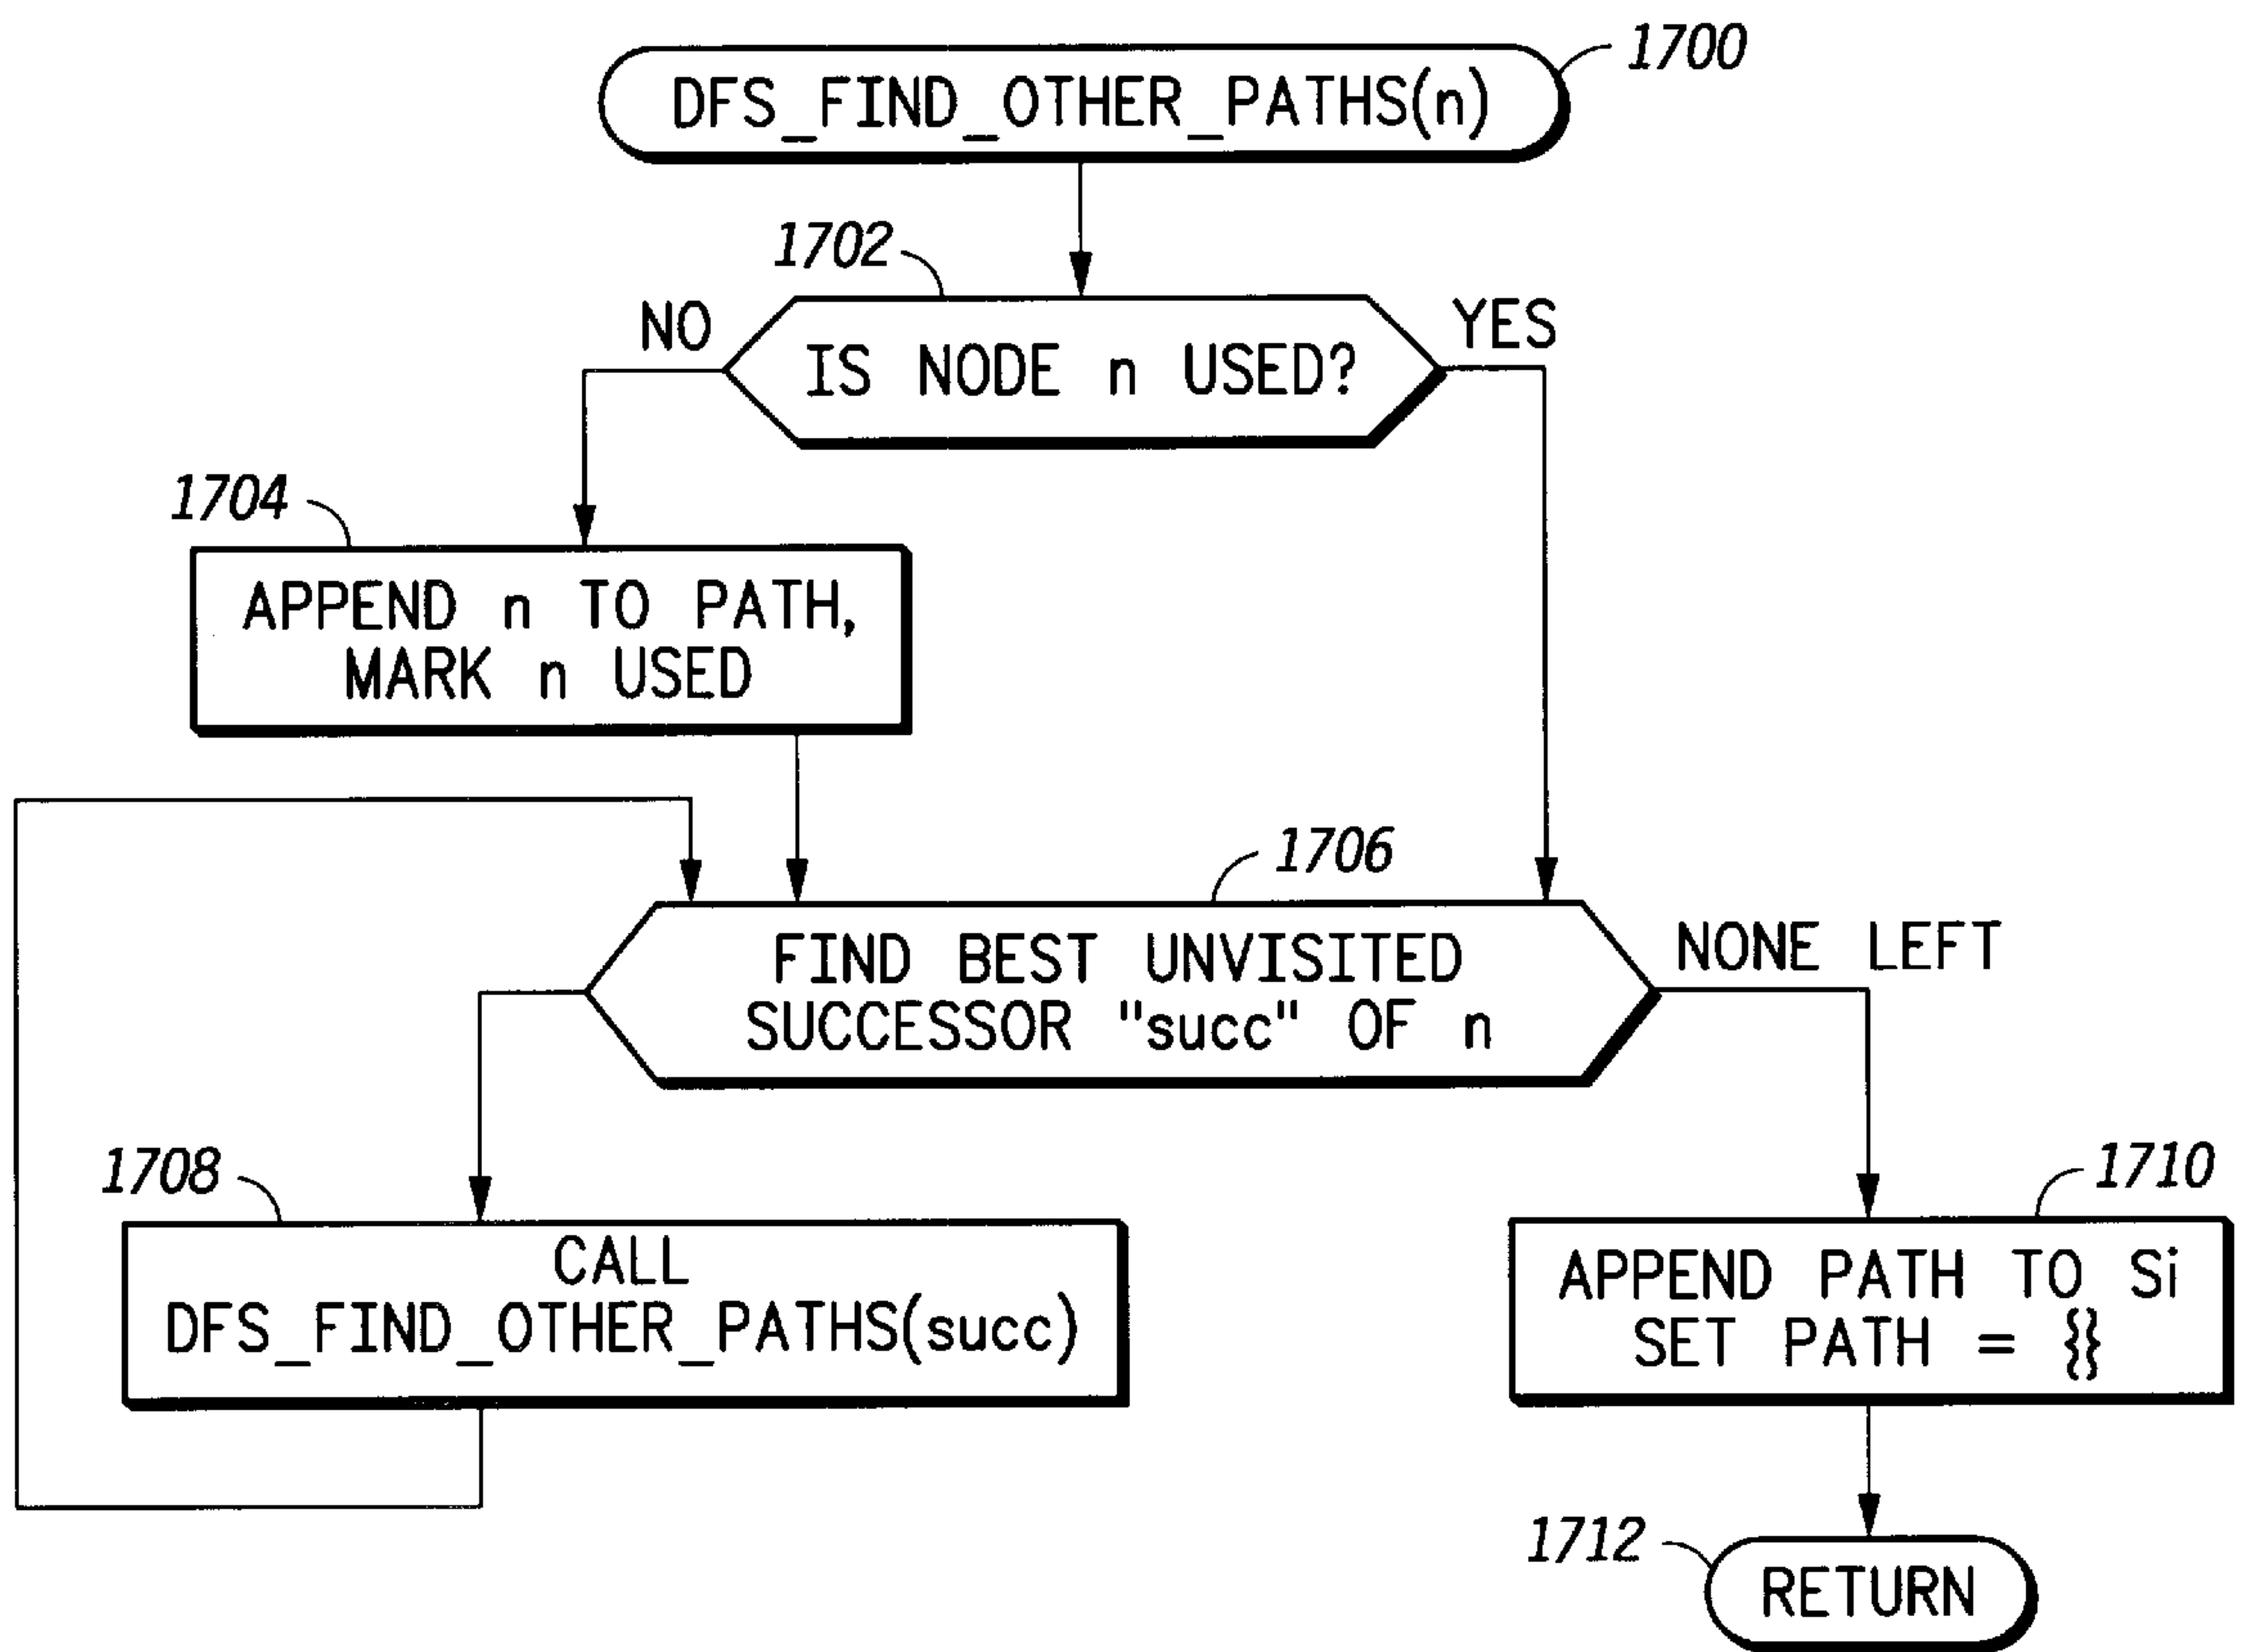 1700
DFS_FIND_OTHER_PATHS(n)
1702
NO
YES
IS NODE n USED?
1704
APPEND n TO PATH,
MARK n USED
1706
FIND BEST UNVISITED
SUCCESSOR "succ" OF n
NONE LEFT
1708
CALL
DFS_FIND_OTHER_PATHS(succ)
1710
APPEND PATH TO Si
SET PATH = {}
1712
RETURN